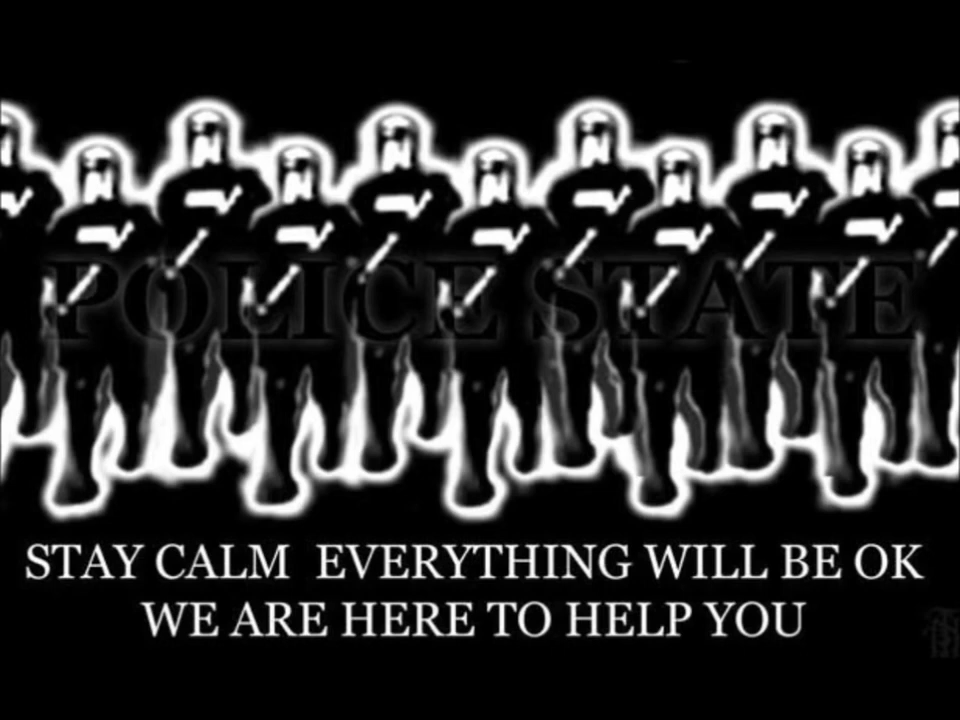 POLICE STATE
STAY CALM EVERYTHING WILL BE OK
WE ARE HERE TO HELP YOU